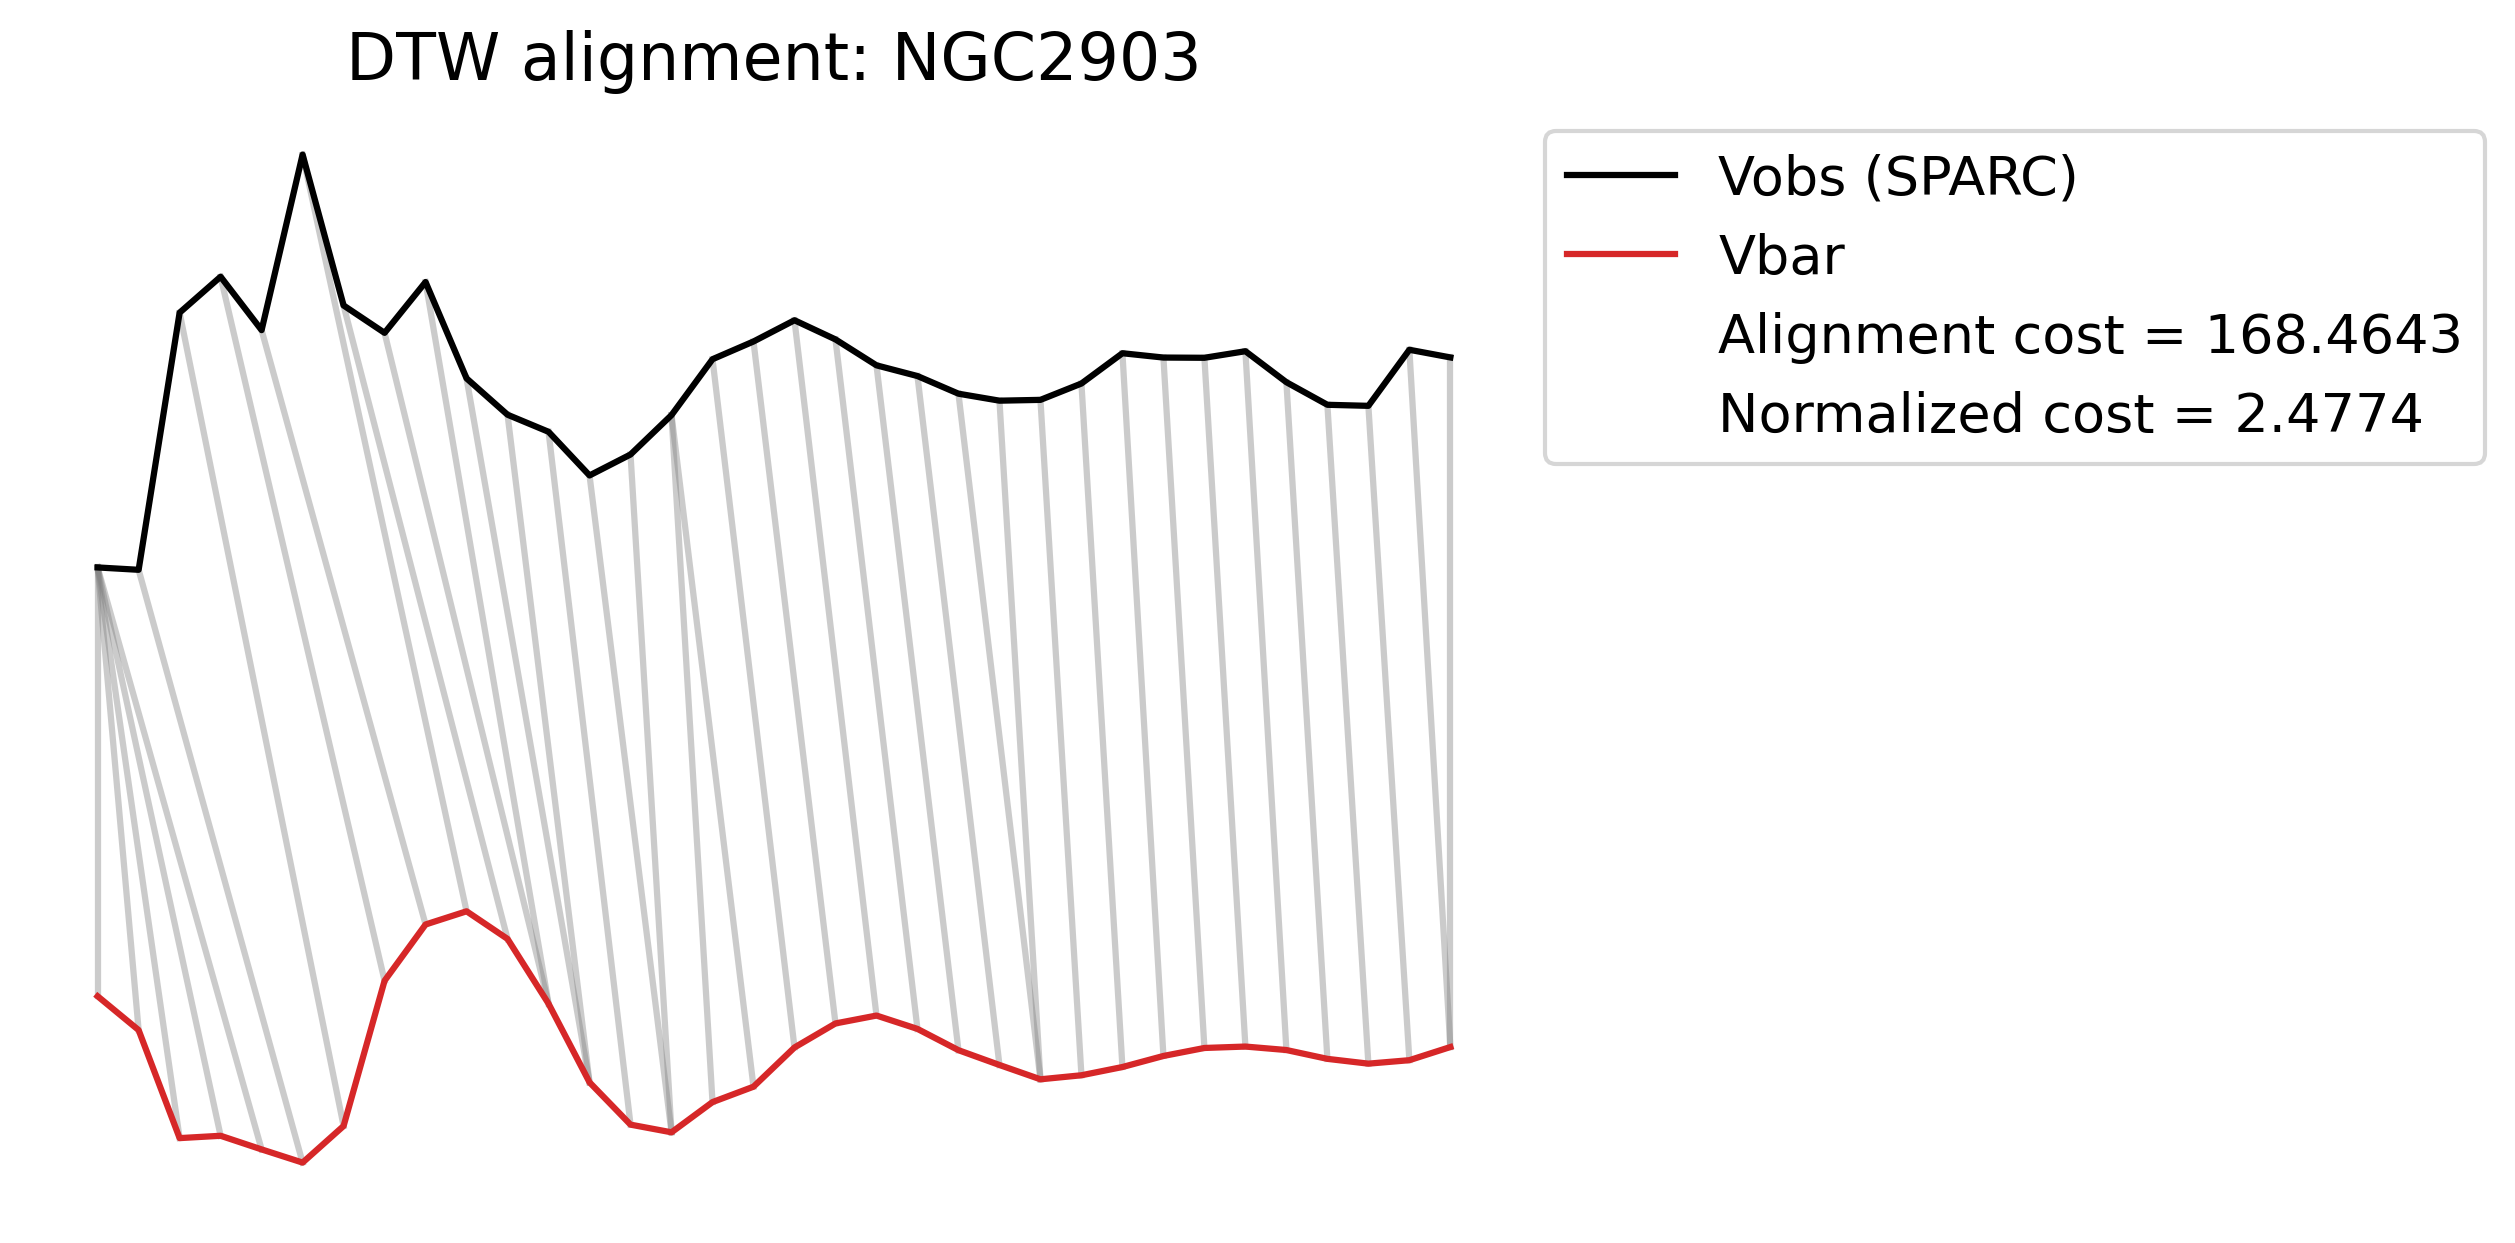 DTW alignment: NGC2903
Vobs (SPARC)
Vbar
Alignment cost = 168.4643
Normalized cost = 2.4774